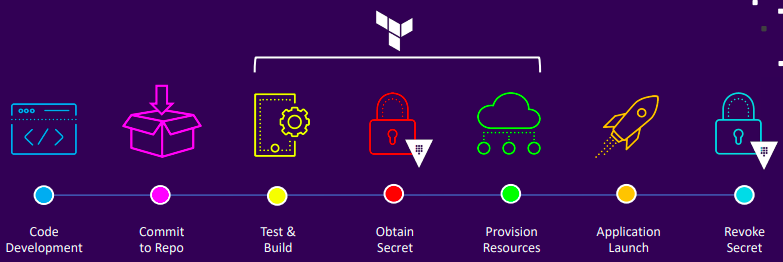 Code
Development
Commit
to Repo
Test &
Build
Obtain
Secret
Provision
Resources
Application
Launch
Revoke
Secret